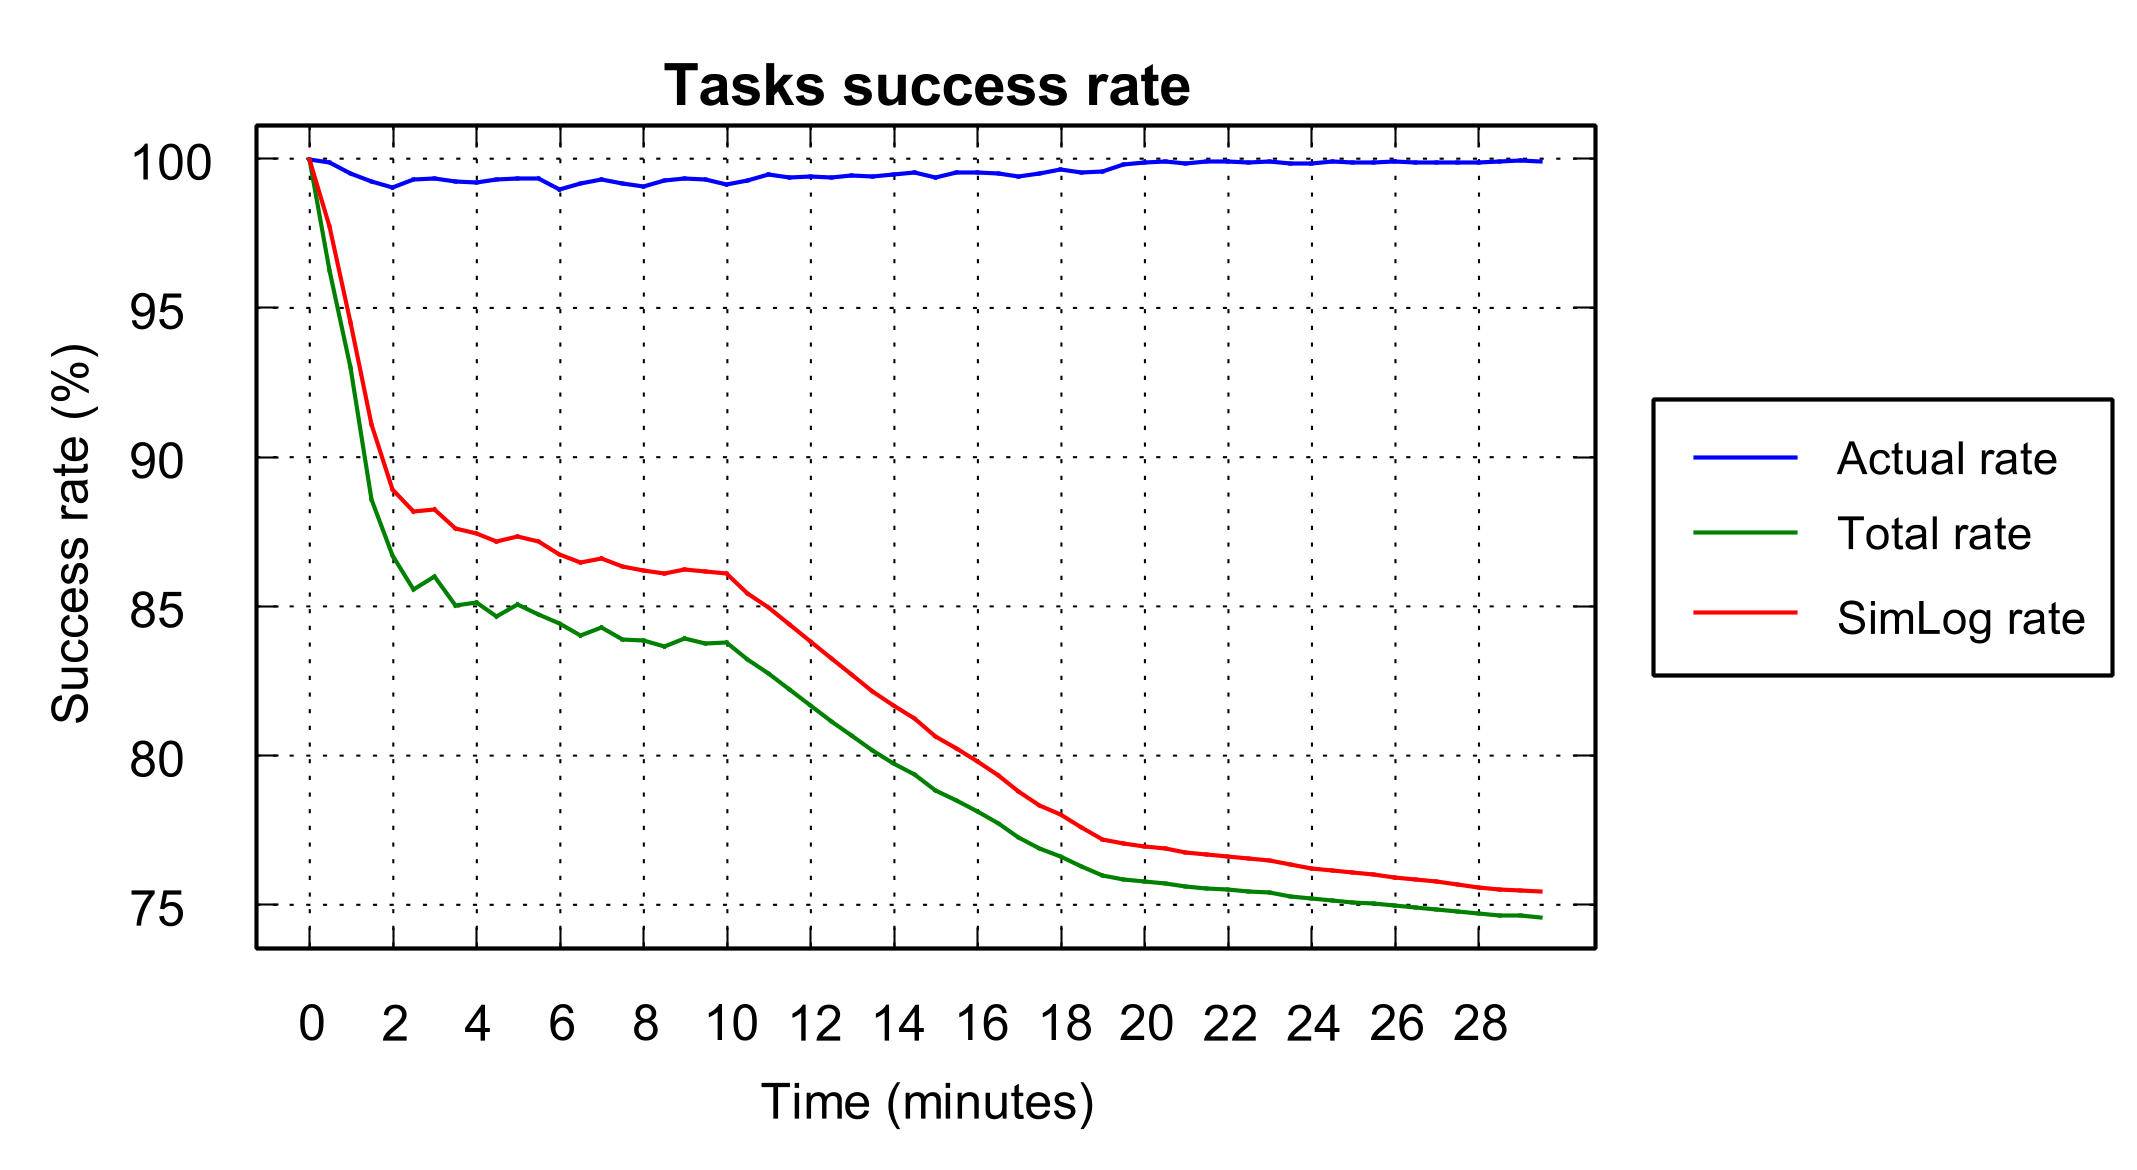 Tasks success rate
100
95
90
85
80
75
Success rate (%)
0 2 4 6 8 10 12 14 16 18 20 22 24 26 28
Time (minutes)
Actual rate
Total rate
SimLog rate